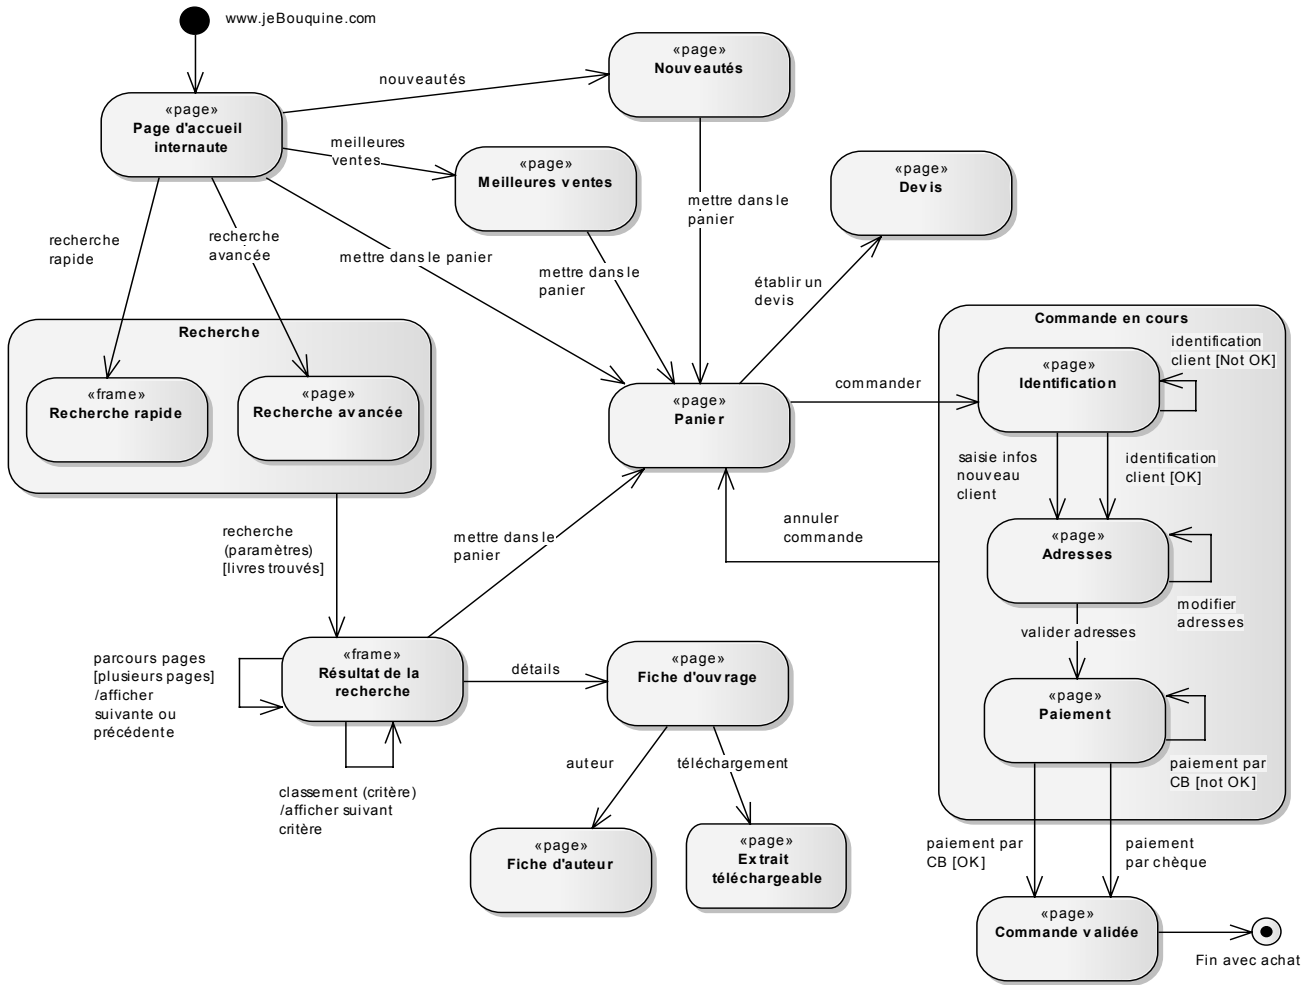 www.jeBouquine.com
«page»
Nouveautés
nouveautés
«page»
Page d'accueil
internaute
meilleures
ventes
«page»
Meilleures ventes
«page»
Devis
mettre dans le
panier
recherche
rapide
recherche
avancée
mettre dans le panier
mettre dans le
panier
établir un
devis
Recherche
«frame»
Recherche rapide
«page»
Recherche avancée
«page»
Panier
commander
Commande en cours
«page»
Identification
identification
client [Not OK]
saisie infos
nouveau
client
identification
client [OK]
recherche
(paramètres)
[livres trouvés]
mettre dans le
panier
annuler
commande
«page»
Adresses
modifier
adresses
valider adresses
parcours pages
[plusieurs pages]
/afficher
suivante ou
précédente
«frame»
Résultat de la
recherche
détails
«page»
Fiche d'ouvrage
«page»
Paiement
paiement par
CB [not OK]
classement (critère)
/afficher suivant
critère
auteur
téléchargement
«page»
Fiche d'auteur
«page»
Extrait
téléchargeable
paiement par
CB [OK]
paiement
par chèque
«page»
Commande validée
Fin avec achat